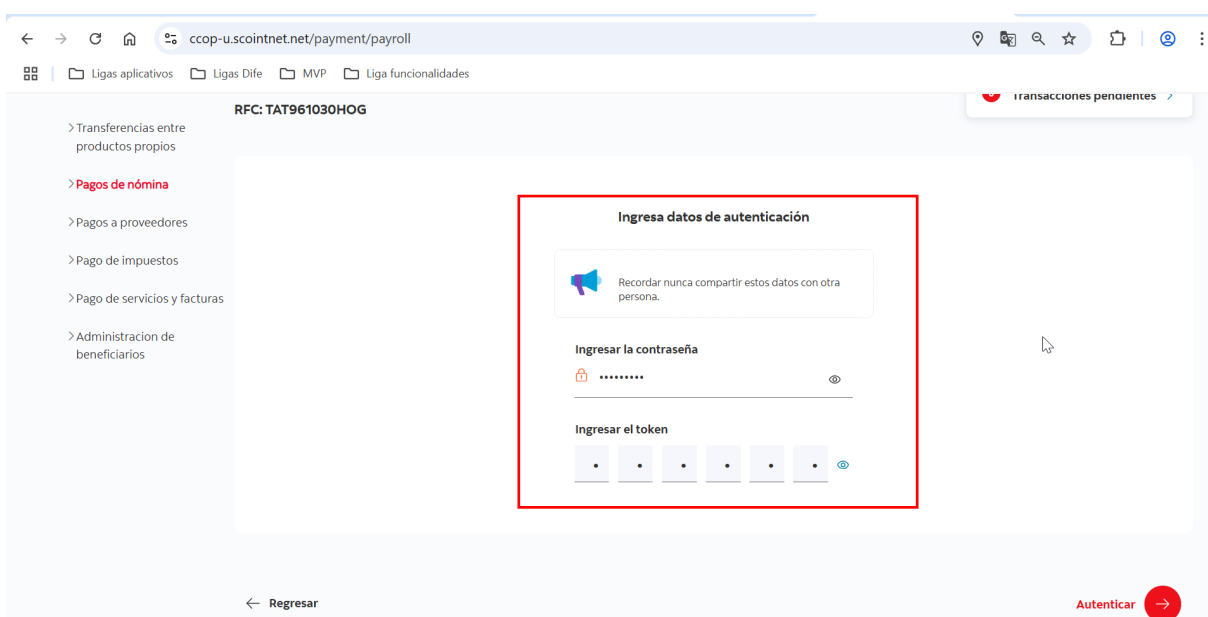 ccop-u.scointnet.net/payment/payroll
Ligas aplicativos Ligas Dife MVP Liga funcionalidades
Transacciones pendientes
RFC: TAT961030HOG
Transferencias entre
productos propios
Pagos de nómina
Pagos a proveedores
Pago de impuestos
Pago de servicios y facturas
Administracion de
beneficiarios
Ingresa datos de autenticación
Recordar nunca compartir estos datos con otra
persona.
Ingresar la contraseña
•••••••••
Ingresar el token
• • • • • •
Regresar
Autenticar